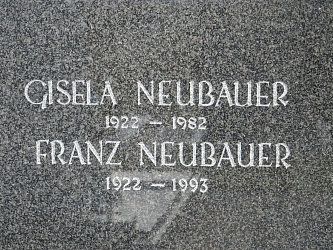 GISELA NEUBAUER
1922 – 1982
FRANZ NEUBAUER
1922 – 1993